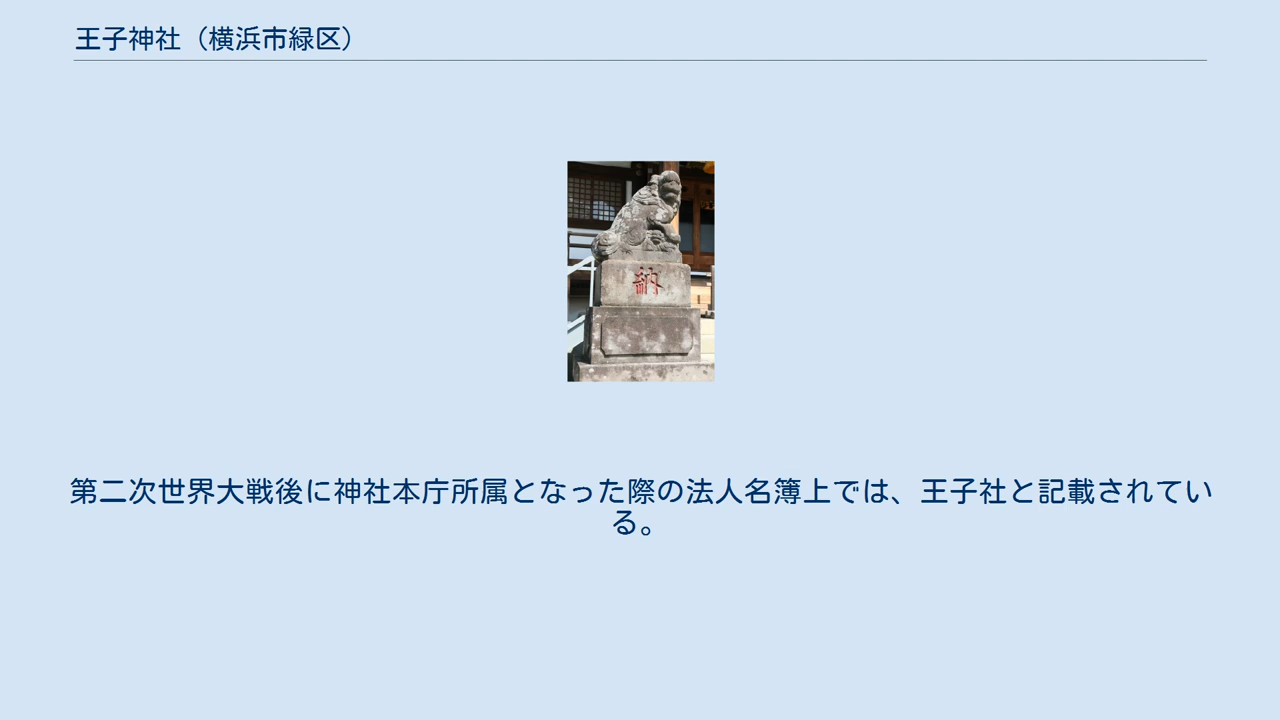 王子神社（横浜市緑区）
納
第二次世界大戦後に神社本庁所属となった際の法人名簿上では、王子社と記載されてい
る。